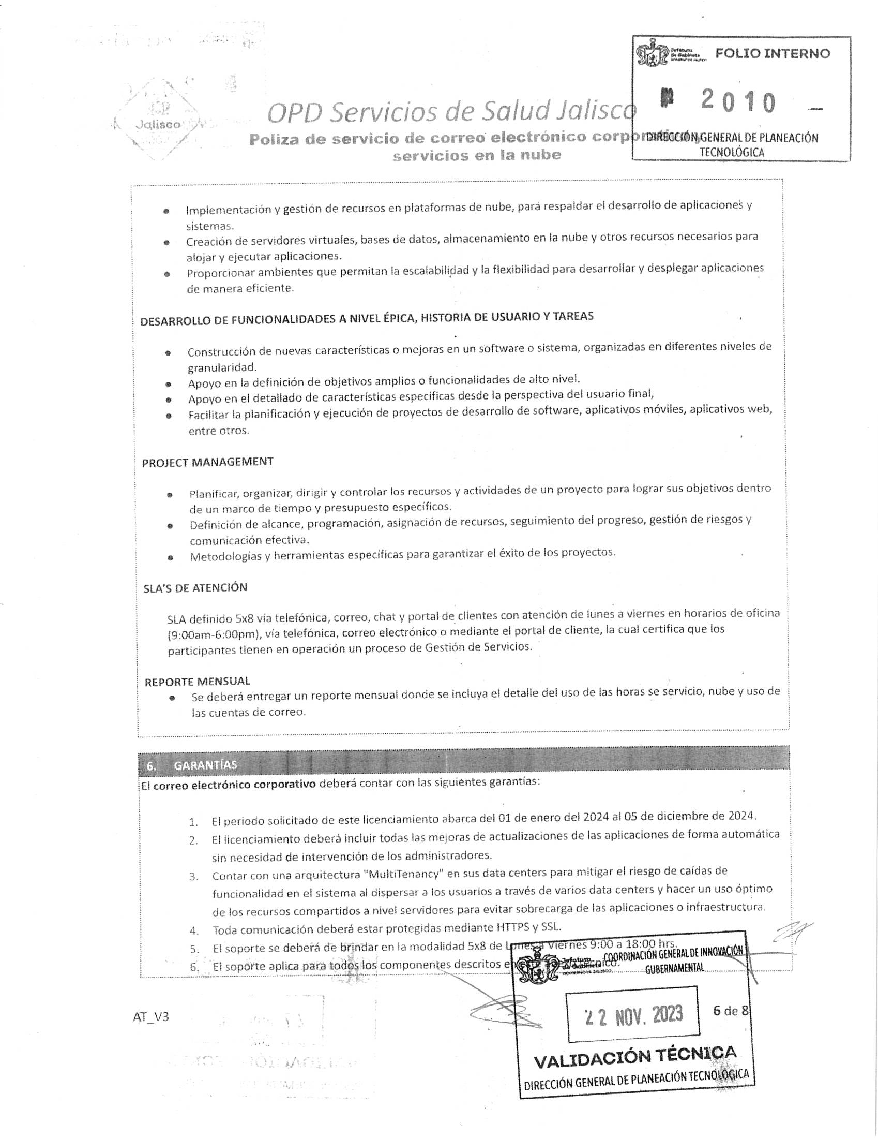 Jefatura
de Gabinete
FOLIO INTERNO
2010
DIRECCIÓN GENERAL DE PLANEACIÓN
TECNOLÓGICA
Jalisco
OPD Servicios de Salud Jalisco
Poliza de servicio de correo electrónico
servicios en la nube
• Implementación y gestión de recursos en plataformas de nube, para respaldar el desarrollo de aplicaciones y
sistemas.
• Creación de servidores virtuales, bases de datos, almacenamiento en la nube y otros recursos necesarios para
alojar y ejecutar aplicaciones.
• Proporcionar ambientes que permitan la escalabilidad y la flexibilidad para desarrollar y desplegar aplicaciones
de manera eficiente.
DESARROLLO DE FUNCIONALIDADES A NIVEL ÉPICA, HISTORIA DE USUARIO Y TAREAS
• Construcción de nuevas características o mejoras en un software o sistema, organizadas en diferentes niveles de
granularidad.
• Apoyo en la definición de objetivos amplios o funcionalidades de alto nivel.
• Apoyo en el detallado de características especificas desde la perspectiva del usuario final,
• Facilitar la planificación y ejecución de proyectos de desarrollo de software, aplicativos móviles, aplicativos web,
entre otros.
PROJECT MANAGEMENT
• Planificar, organizar, dirigir y controlar los recursos y actividades de un proyecto para lograr sus objetivos dentro
de un marco de tiempo y presupuesto específicos.
• Definición de alcance, programación, asignación de recursos, seguimiento del progreso, gestión de riesgos y
comunicación efectiva.
• Metodologías y herramientas específicas para garantizar el éxito de los proyectos.
SLA'S DE ATENCIÓN
SLA definido 5x8 via telefónica, correo, chat y portal de clientes con atención de lunes a viernes en horarios de oficina
(9:00am-6:00pm), vía telefónica, correo electrónico o mediante el portal de cliente, la cual certifica que los
participantes tienen en operación un proceso de Gestión de Servicios.
REPORTE MENSUAL
• Se deberá entregar un reporte mensual donde se incluya el detalle del uso de las horas se servicio, nube y uso de
las cuentas de correo.
6. GARANTÍAS
El correo electrónico corporativo deberá contar con las siguientes garantías:
1. El periodo solicitado de este licenciamiento abarca del 01 de enero del 2024 al 05 de diciembre de 2024.
2. El licenciamiento deberá incluir todas las mejoras de actualizaciones de las aplicaciones de forma automática
sin necesidad de intervención de los administradores.
3. Contar con una arquitectura "MultiTenancy" en sus data centers para mitigar el riesgo de caídas de
funcionalidad en el sistema al dispersar a los usuarios a través de varios data centers y hacer un uso óptimo
de los recursos compartidos a nivel servidores para evitar sobrecarga de las aplicaciones o infraestructura.
4. Toda comunicación deberá estar protegidas mediante HTTPS y SSL.
5. El soporte se deberá de brindar en la modalidad 5x8 de Lunes a Viernes 9:00 a 18:00 hrs.
6. El soporte aplica para todos los componentes descritos
COORDINACIÓN GENERAL DE INNOVACIÓN
GUBERNAMENTAL
22 NOV. 2023
VALIDACIÓN TÉCNICA
DIRECCIÓN GENERAL DE PLANEACIÓN TECNOLÓGICA
AT_V3
6 de 8